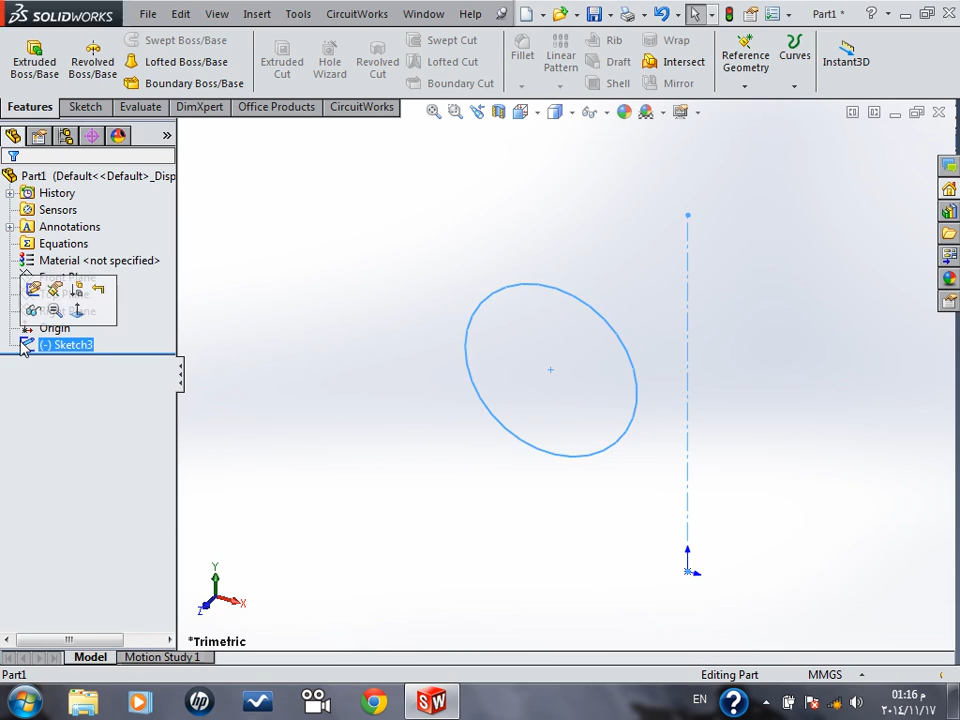 SOLIDWORKS File Edit View Insert Tools CircuitWorks Window Help Part1 *
Extruded Boss/Base
Revolved Boss/Base
Swept Boss/Base
Lofted Boss/Base
Boundary Boss/Base
Extruded Cut
Hole Wizard
Revolved Cut
Swept Cut
Lofted Cut
Boundary Cut
Fillet
Linear Pattern
Rib
Draft
Shell
Wrap
Intersect
Mirror
Reference Geometry
Curves
Instant3D
Features Sketch Evaluate DimXpert Office Products CircuitWorks
Part1 (Default<<Default>_Disp
History
Sensors
Annotations
Equations
Material <not specified>
Front Plane
Origin
(-) Sketch3
Y
X
Z
*Trimetric
Model Motion Study 1
Part1 Editing Part MMGS
EN 01:16 م
٢٠١٤/١١/١٧